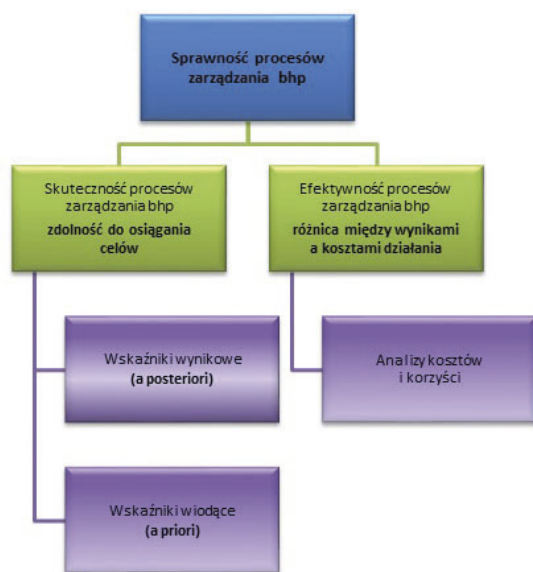 Sprawność procesów
zarządzania bhp
Skuteczność procesów
zarządzania bhp
zdolność do osiągania
celów
Efektywność procesów
zarządzania bhp
różnica między wynikami
a kosztami działania
Wskaźniki wynikowe
(a posteriori)
Analizy kosztów
i korzyści
Wskaźniki wiodące
(a priori)